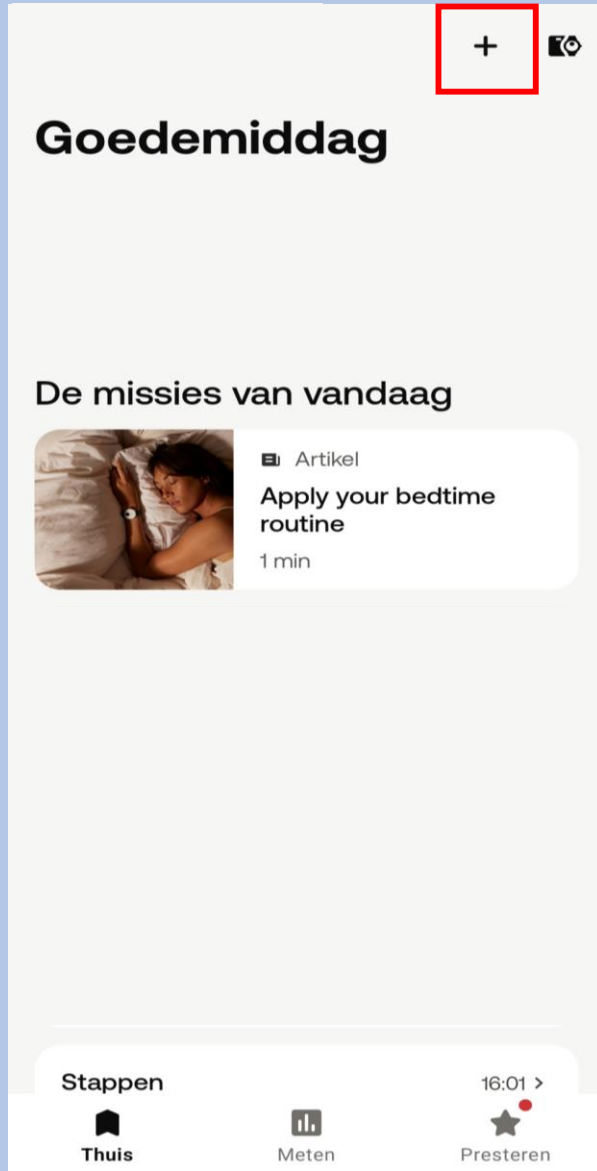 Goedemiddag
De missies van vandaag
Artikel
Apply your bedtime
routine
1 min
Stappen
16:01 >
Thuis
Meten
Presteren